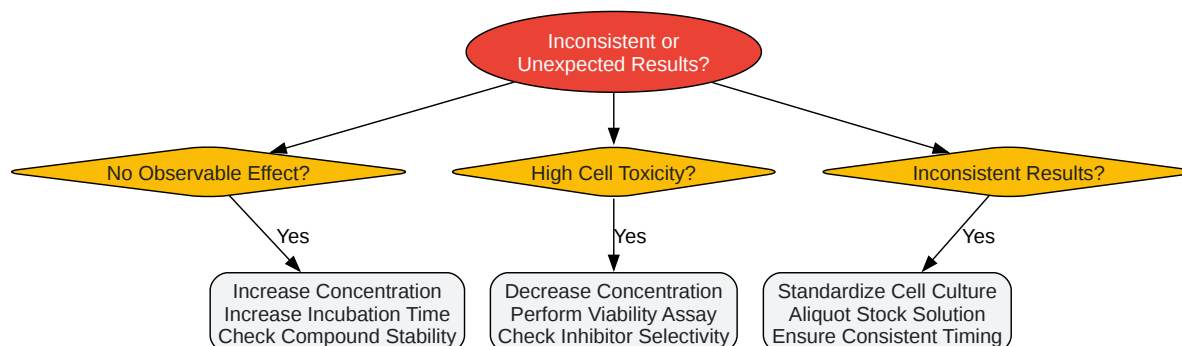 Inconsistent or
Unexpected Results?
No Observable Effect?
High Cell Toxicity?
Inconsistent Results?
Yes
Yes
Yes
Increase Concentration
Increase Incubation Time
Check Compound Stability
Decrease Concentration
Perform Viability Assay
Check Inhibitor Selectivity
Standardize Cell Culture
Aliquot Stock Solution
Ensure Consistent Timing